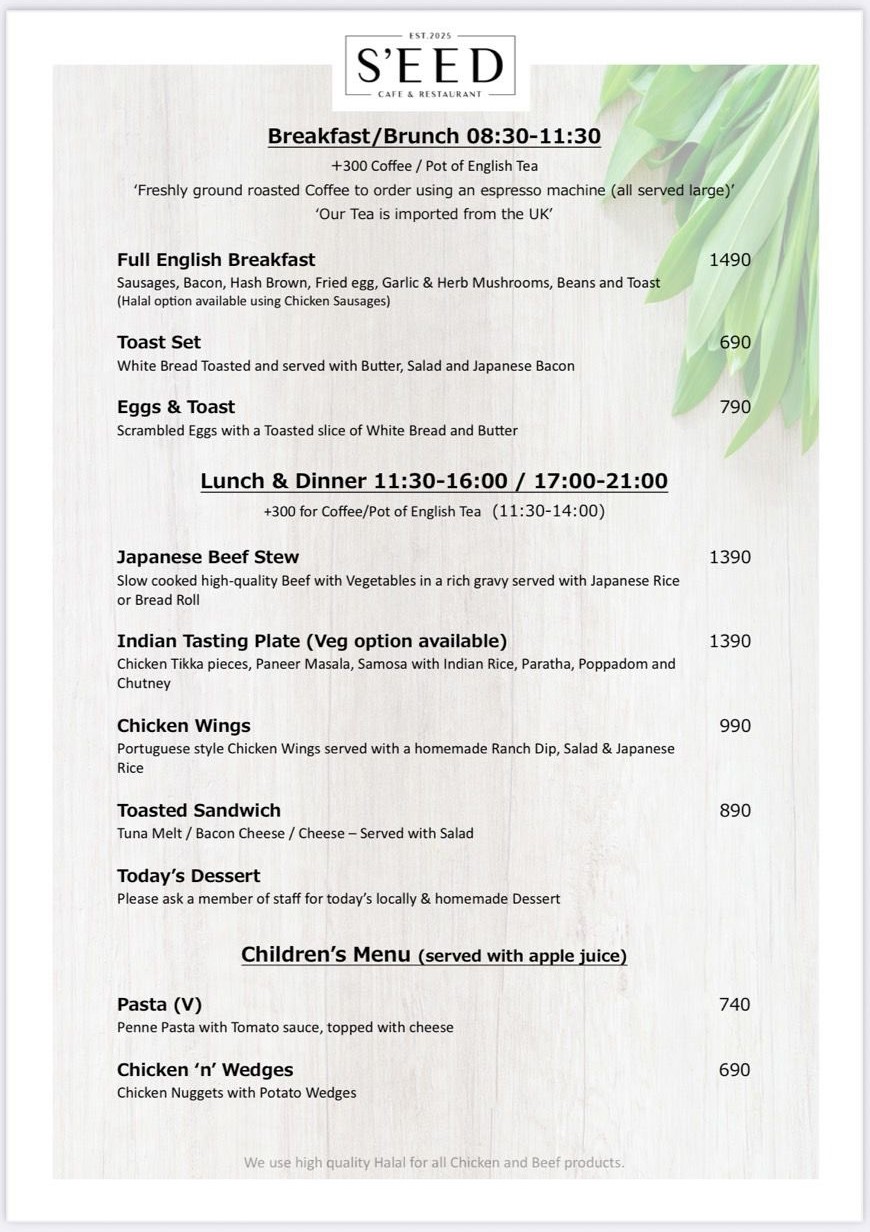 EST.2025
S'EED
CAFE & RESTAURANT
Breakfast/Brunch 08:30-11:30
+300 Coffee / Pot of English Tea
‘Freshly ground roasted Coffee to order using an espresso machine (all served large)’
‘Our Tea is imported from the UK’
Full English Breakfast 1490
Sausages, Bacon, Hash Brown, Fried egg, Garlic & Herb Mushrooms, Beans and Toast
(Halal option available using Chicken Sausages)
Toast Set 690
White Bread Toasted and served with Butter, Salad and Japanese Bacon
Eggs & Toast 790
Scrambled Eggs with a Toasted slice of White Bread and Butter
Lunch & Dinner 11:30-16:00 / 17:00-21:00
+300 for Coffee/Pot of English Tea (11:30-14:00)
Japanese Beef Stew 1390
Slow cooked high-quality Beef with Vegetables in a rich gravy served with Japanese Rice
or Bread Roll
Indian Tasting Plate (Veg option available) 1390
Chicken Tikka pieces, Paneer Masala, Samosa with Indian Rice, Paratha, Poppadom and
Chutney
Chicken Wings 990
Portuguese style Chicken Wings served with a homemade Ranch Dip, Salad & Japanese
Rice
Toasted Sandwich 890
Tuna Melt / Bacon Cheese / Cheese – Served with Salad
Today’s Dessert
Please ask a member of staff for today’s locally & homemade Dessert
Children’s Menu (served with apple juice)
Pasta (V) 740
Penne Pasta with Tomato sauce, topped with cheese
Chicken ‘n’ Wedges 690
Chicken Nuggets with Potato Wedges
We use high quality Halal for all Chicken and Beef products.